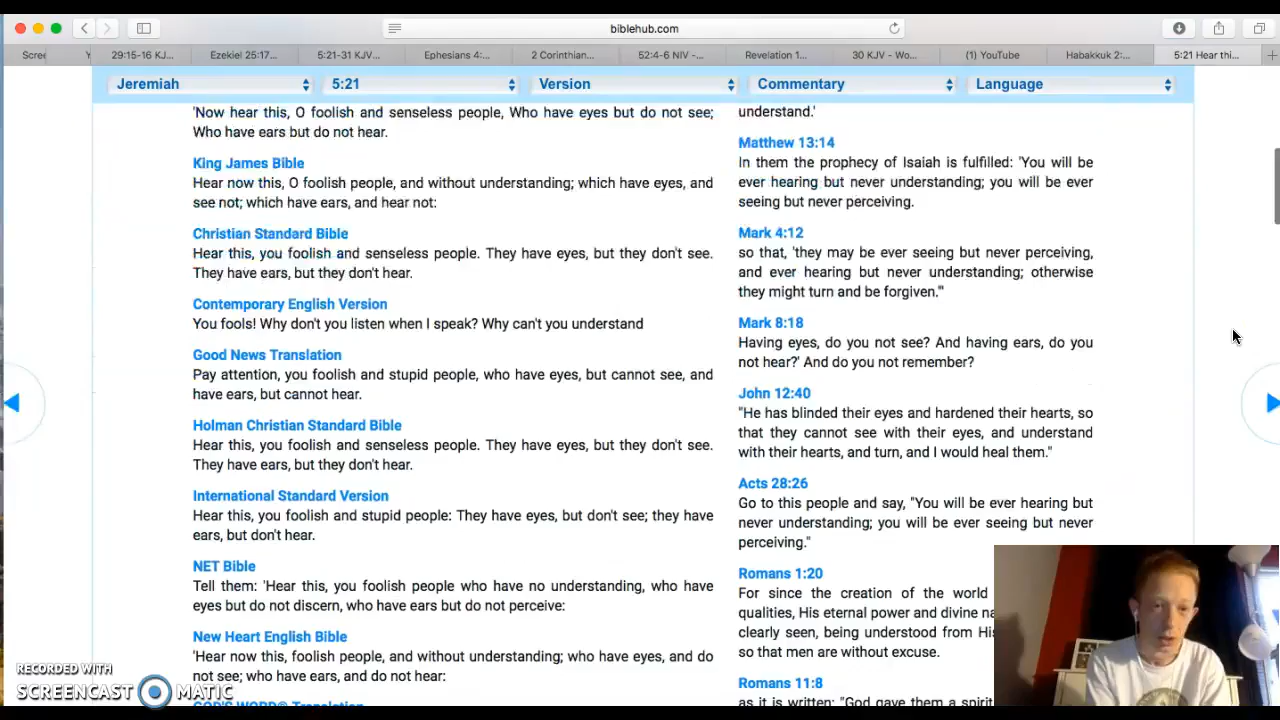 biblehub.com
Scree
Y
29:15-16 KJ...
Ezekiel 25:17...
5:21-31 KJV...
Ephesians 4:...
2 Corinthian...
52:4-6 NIV -...
Revelation 1...
30 KJV - Wo...
(1) YouTube
Habakkuk 2:...
5:21 Hear thi...
Jeremiah
5:21
Version
Commentary
Language
'Now hear this, O foolish and senseless people, Who have eyes but do not see;
Who have ears but do not hear.
King James Bible
Hear now this, O foolish people, and without understanding; which have eyes, and
see not; which have ears, and hear not:
Christian Standard Bible
Hear this, you foolish and senseless people. They have eyes, but they don't see.
They have ears, but they don't hear.
Contemporary English Version
You fools! Why don't you listen when I speak? Why can't you understand
Good News Translation
Pay attention, you foolish and stupid people, who have eyes, but cannot see, and
have ears, but cannot hear.
Holman Christian Standard Bible
Hear this, you foolish and senseless people. They have eyes, but they don't see.
They have ears, but they don't hear.
International Standard Version
Hear this, you foolish and stupid people: They have eyes, but don't see; they have
ears, but don't hear.
NET Bible
Tell them: 'Hear this, you foolish people who have no understanding, who have
eyes but do not discern, who have ears but do not perceive:
New Heart English Bible
'Hear now this, foolish people, and without understanding; who have eyes, and do
not see; who have ears, and do not hear:
GOD'S WORD® Translation
understand.'
Matthew 13:14
In them the prophecy of Isaiah is fulfilled: 'You will be
ever hearing but never understanding; you will be ever
seeing but never perceiving.
Mark 4:12
so that, 'they may be ever seeing but never perceiving,
and ever hearing but never understanding; otherwise
they might turn and be forgiven.'"
Mark 8:18
Having eyes, do you not see? And having ears, do you
not hear?' And do you not remember?
John 12:40
"He has blinded their eyes and hardened their hearts, so
that they cannot see with their eyes, and understand
with their hearts, and turn, and I would heal them."
Acts 28:26
Go to this people and say, "You will be ever hearing but
never understanding; you will be ever seeing but never
perceiving."
Romans 1:20
For since the creation of the world
qualities, His eternal power and divine na
clearly seen, being understood from His
so that men are without excuse.
Romans 11:8
as it is written: "God gave them a spirit
RECORDED WITH
SCREENCAST MATIC